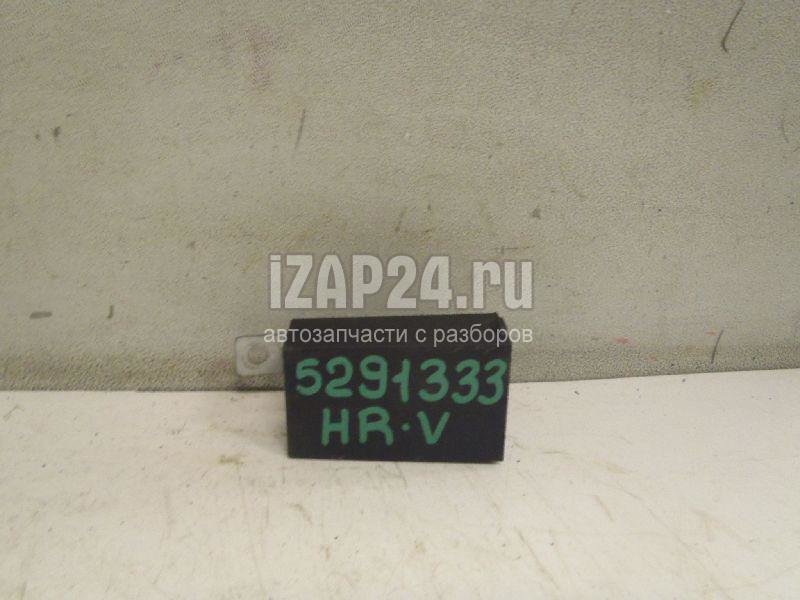 iZAP24.ru
автозапчасти с разборов
5291333
HR·V